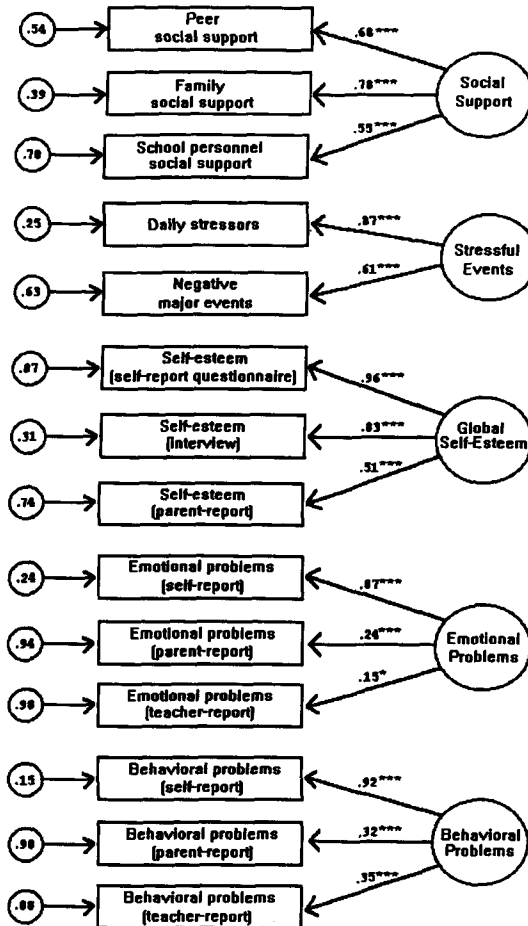 .54
Peer
social support
.68***
.39
Family
social support
.78***
Social
Support
.70
School personnel
social support
.55***
.25
Daily stressors
.87***
Stressful
Events
.63
Negative
major events
.61***
.07
Self-esteem
(self-report questionnaire)
.96***
.31
Self-esteem
(interview)
.83***
Global
Self-Esteem
.74
Self-esteem
(parent-report)
.51***
.24
Emotional problems
(self-report)
.87***
.94
Emotional problems
(parent-report)
.24***
Emotional
Problems
.98
Emotional problems
(teacher-report)
.15*
.15
Behavioral problems
(self-report)
.92***
.90
Behavioral problems
(parent-report)
.32***
Behavioral
Problems
.88
Behavioral problems
(teacher-report)
.35***